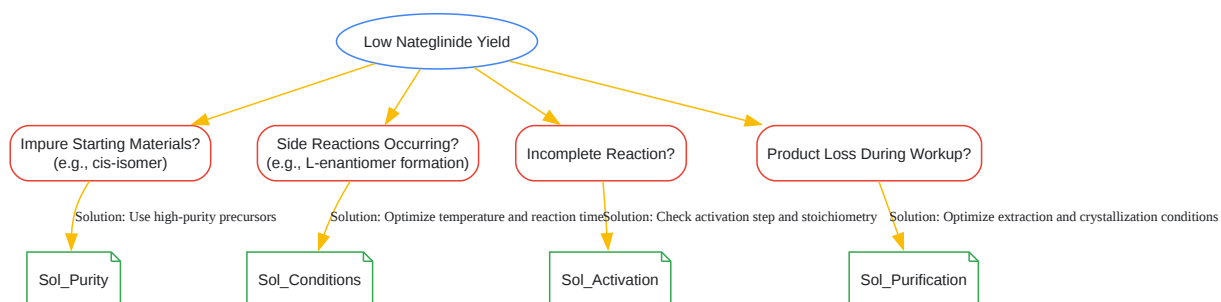 Low Nateglinide Yield
Impure Starting Materials?
(e.g., cis-isomer)
Side Reactions Occurring?
(e.g., L-enantiomer formation)
Incomplete Reaction?
Product Loss During Workup?
Solution: Use high-purity precursors
Solution: Optimize temperature and reaction time
Solution: Check activation step and stoichiometry
Solution: Optimize extraction and crystallization conditions
Sol_Purity
Sol_Conditions
Sol_Activation
Sol_Purification